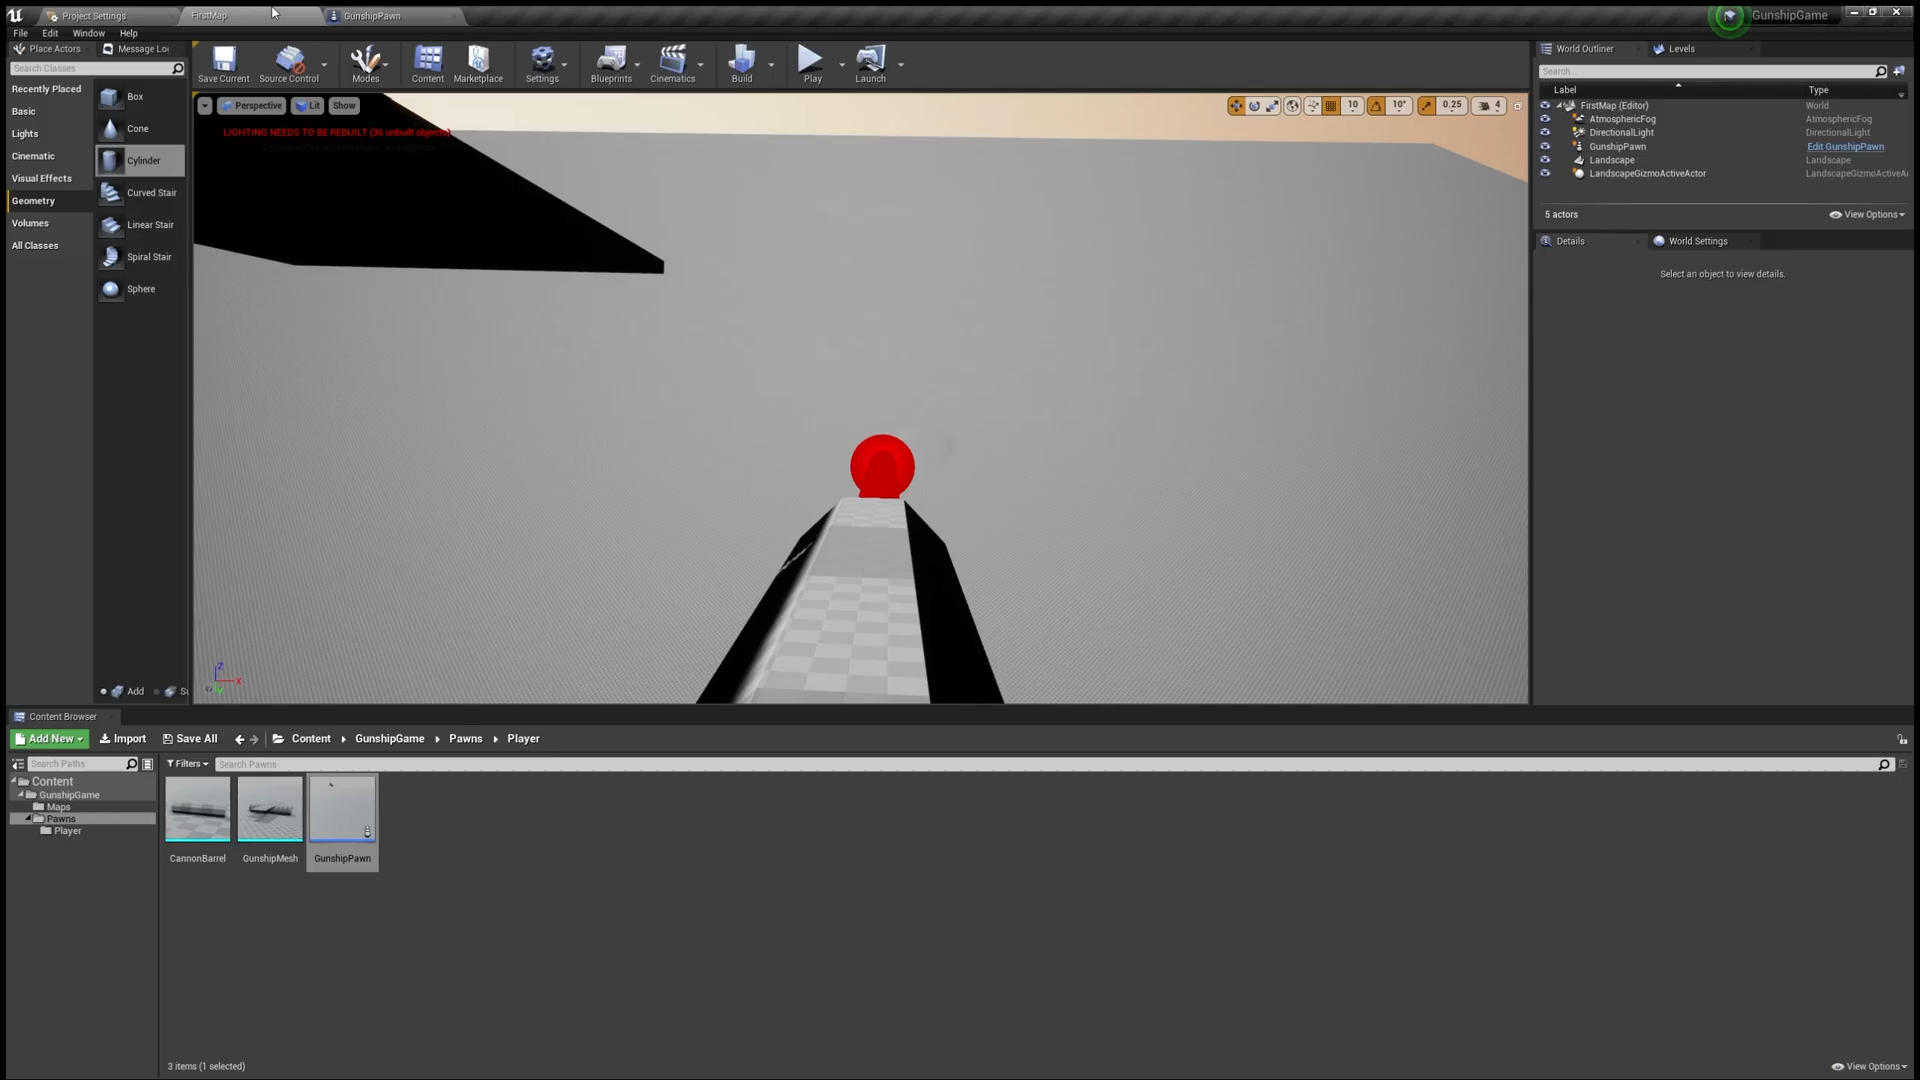 Project Settings
FirstMap
GunshipPawn
GunshipGame
File Edit Window Help
Place Actors
Message Lo
Search Classes
Recently Placed
Basic
Lights
Cinematic
Visual Effects
Geometry
Volumes
All Classes
Box
Cone
Cylinder
Curved Stair
Linear Stair
Spiral Stair
Sphere
Add
Su
Save Current
Source Control
Modes
Content
Marketplace
Settings
Blueprints
Cinematics
Build
Play
Launch
Perspective
Lit
Show
10
10°
0.25
4
LIGHTING NEEDS TO BE REBUILT (36 unbuilt objects)
Z
X
Y
World Outliner
Levels
Search...
Label Type
FirstMap (Editor) World
AtmosphericFog AtmosphericFog
DirectionalLight DirectionalLight
GunshipPawn Edit GunshipPawn
Landscape Landscape
LandscapeGizmoActiveActor LandscapeGizmoActiveA
5 actors
View Options
Details
World Settings
Select an object to view details.
Content Browser
Add New
Import
Save All
Content
GunshipGame
Pawns
Player
Search Paths
Filters
Search Pawns
Content
GunshipGame
Maps
Pawns
Player
CannonBarrel
GunshipMesh
GunshipPawn
3 items (1 selected)
View Options